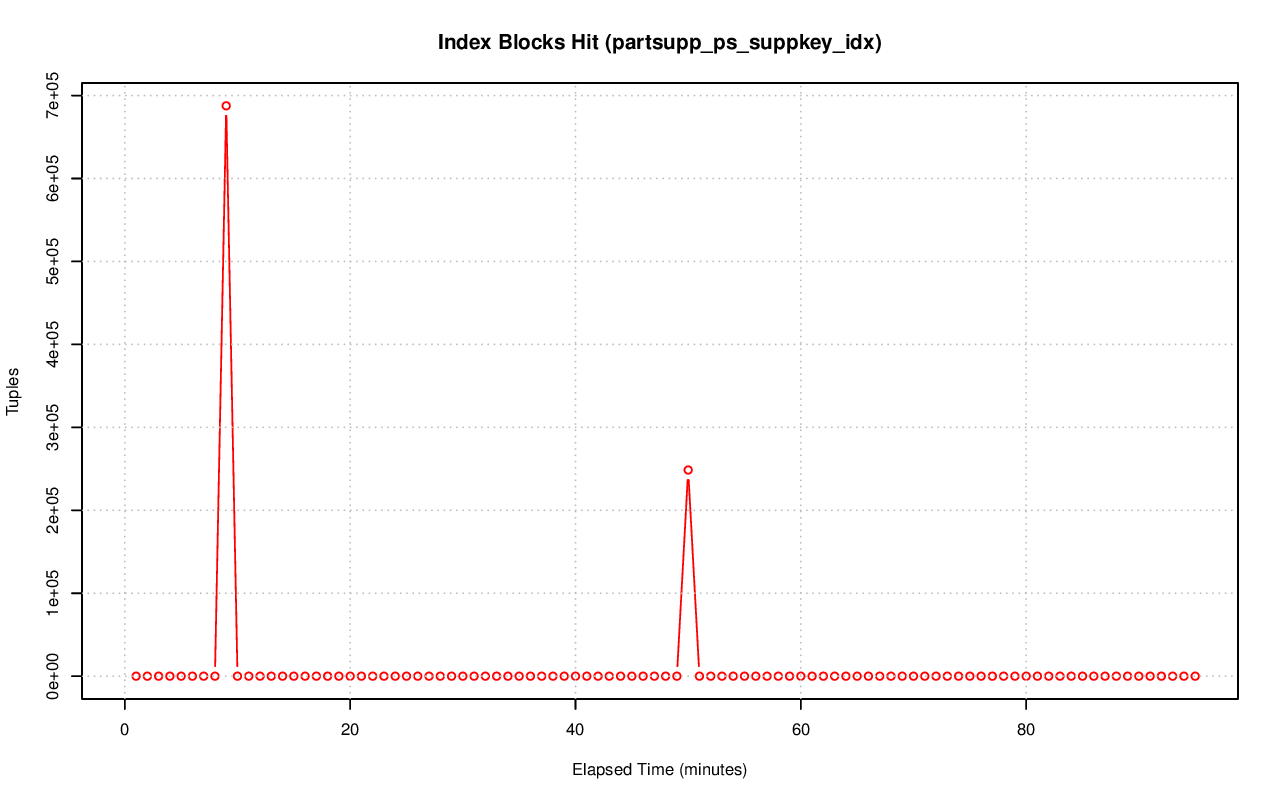 Index Blocks Hit (partsupp_ps_suppkey_idx)
7e+05
6e+05
5e+05
4e+05
3e+05
2e+05
1e+05
0e+00
Tuples
0 20 40 60 80
Elapsed Time (minutes)